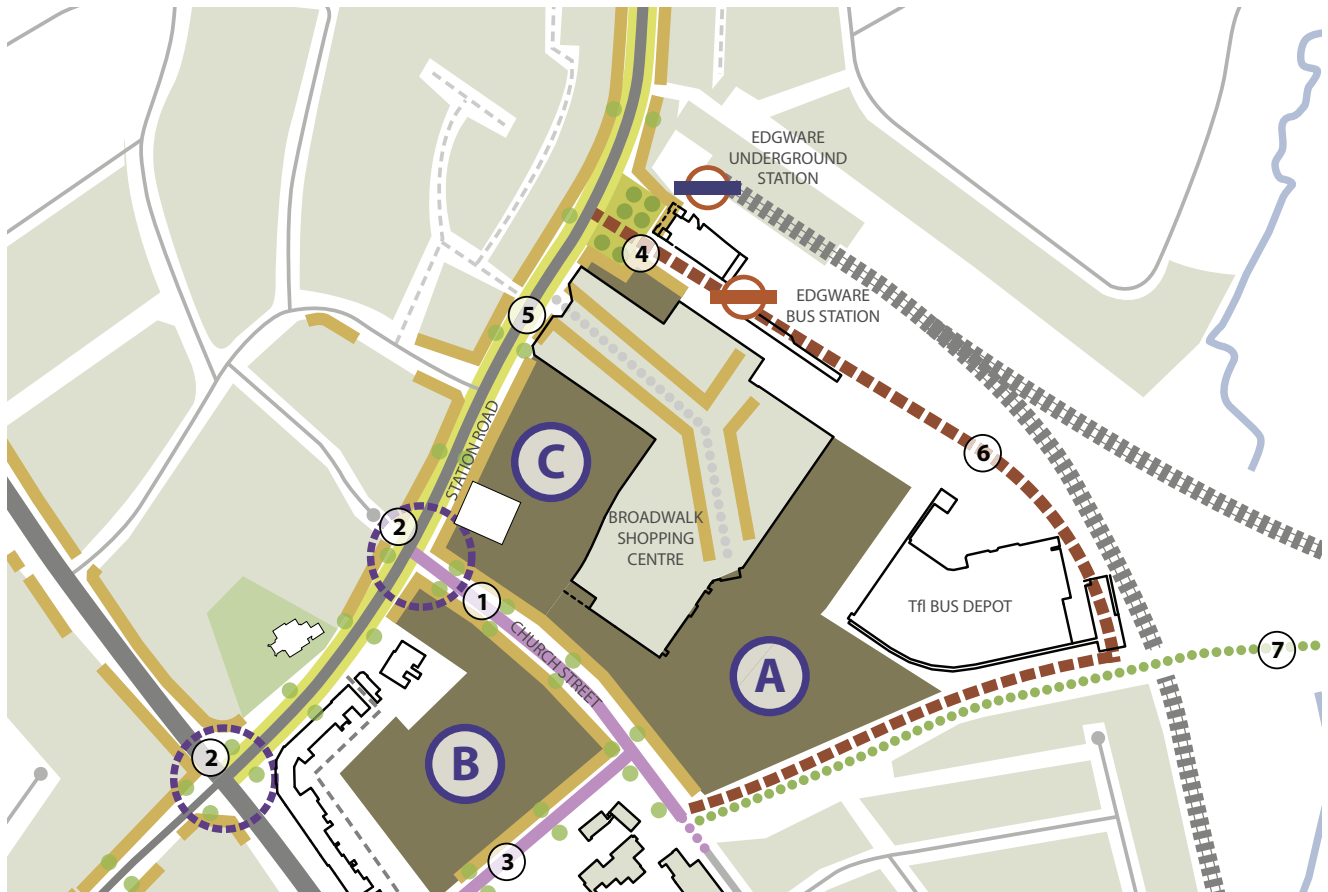 EDGWARE
UNDERGROUND
STATION
4
EDGWARE
BUS STATION
5
STATION ROAD
C
6
2
BROADWALK
SHOPPING
CENTRE
1
Tfl BUS DEPOT
CHURCH STREET
7
A
2
B
3